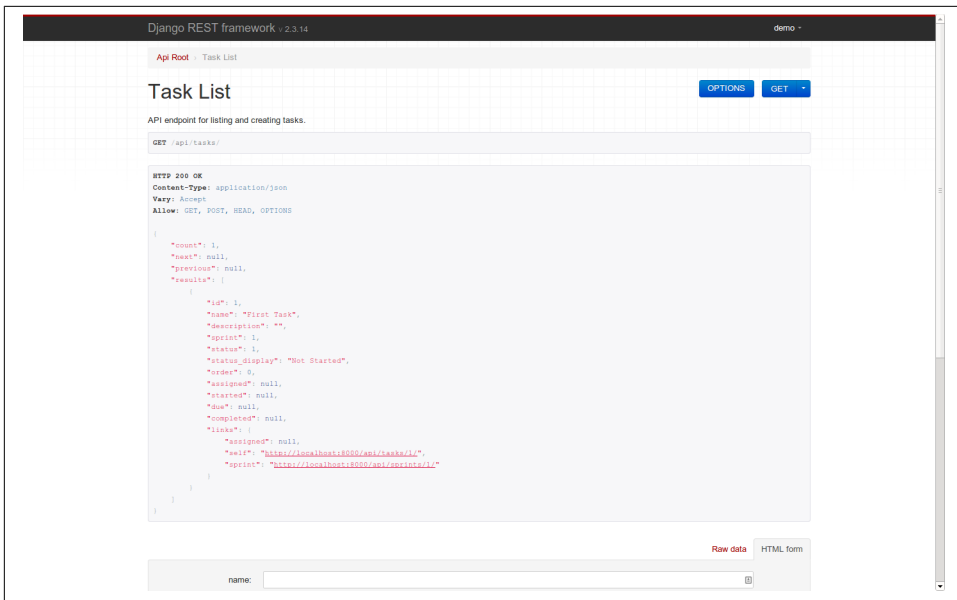 Django REST framework v 2.3.14
demo
Api Root › Task List
Task List
OPTIONS
GET
API endpoint for listing and creating tasks.
GET /api/tasks/
HTTP 200 OK
Content-Type: application/json
Vary: Accept
Allow: GET, POST, HEAD, OPTIONS
{
    "count": 1,
    "next": null,
    "previous": null,
    "results": [
        {
            "id": 1,
            "name": "First Task",
            "description": "",
            "sprint": 1,
            "status": 1,
            "status_display": "Not Started",
            "order": 0,
            "assigned": null,
            "started": null,
            "due": null,
            "completed": null,
            "links": {
                "assigned": null,
                "self": "http://localhost:8000/api/tasks/1/",
                "sprint": "http://localhost:8000/api/sprints/1/"
            }
        }
    ]
}
Raw data
HTML form
name: